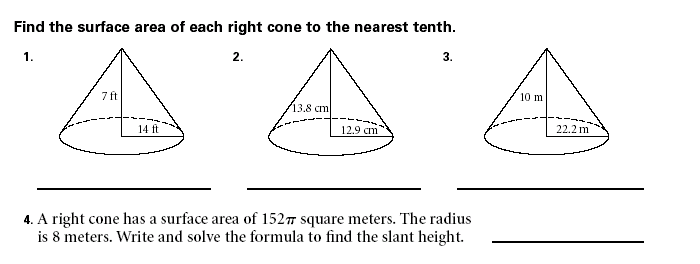 Find the surface area of each right cone to the nearest tenth.
1. 2. 3.
7 ft 14 ft 13.8 cm 12.9 cm 10 m 22.2 m
4. A right cone has a surface area of 152π square meters. The radius
is 8 meters. Write and solve the formula to find the slant height.